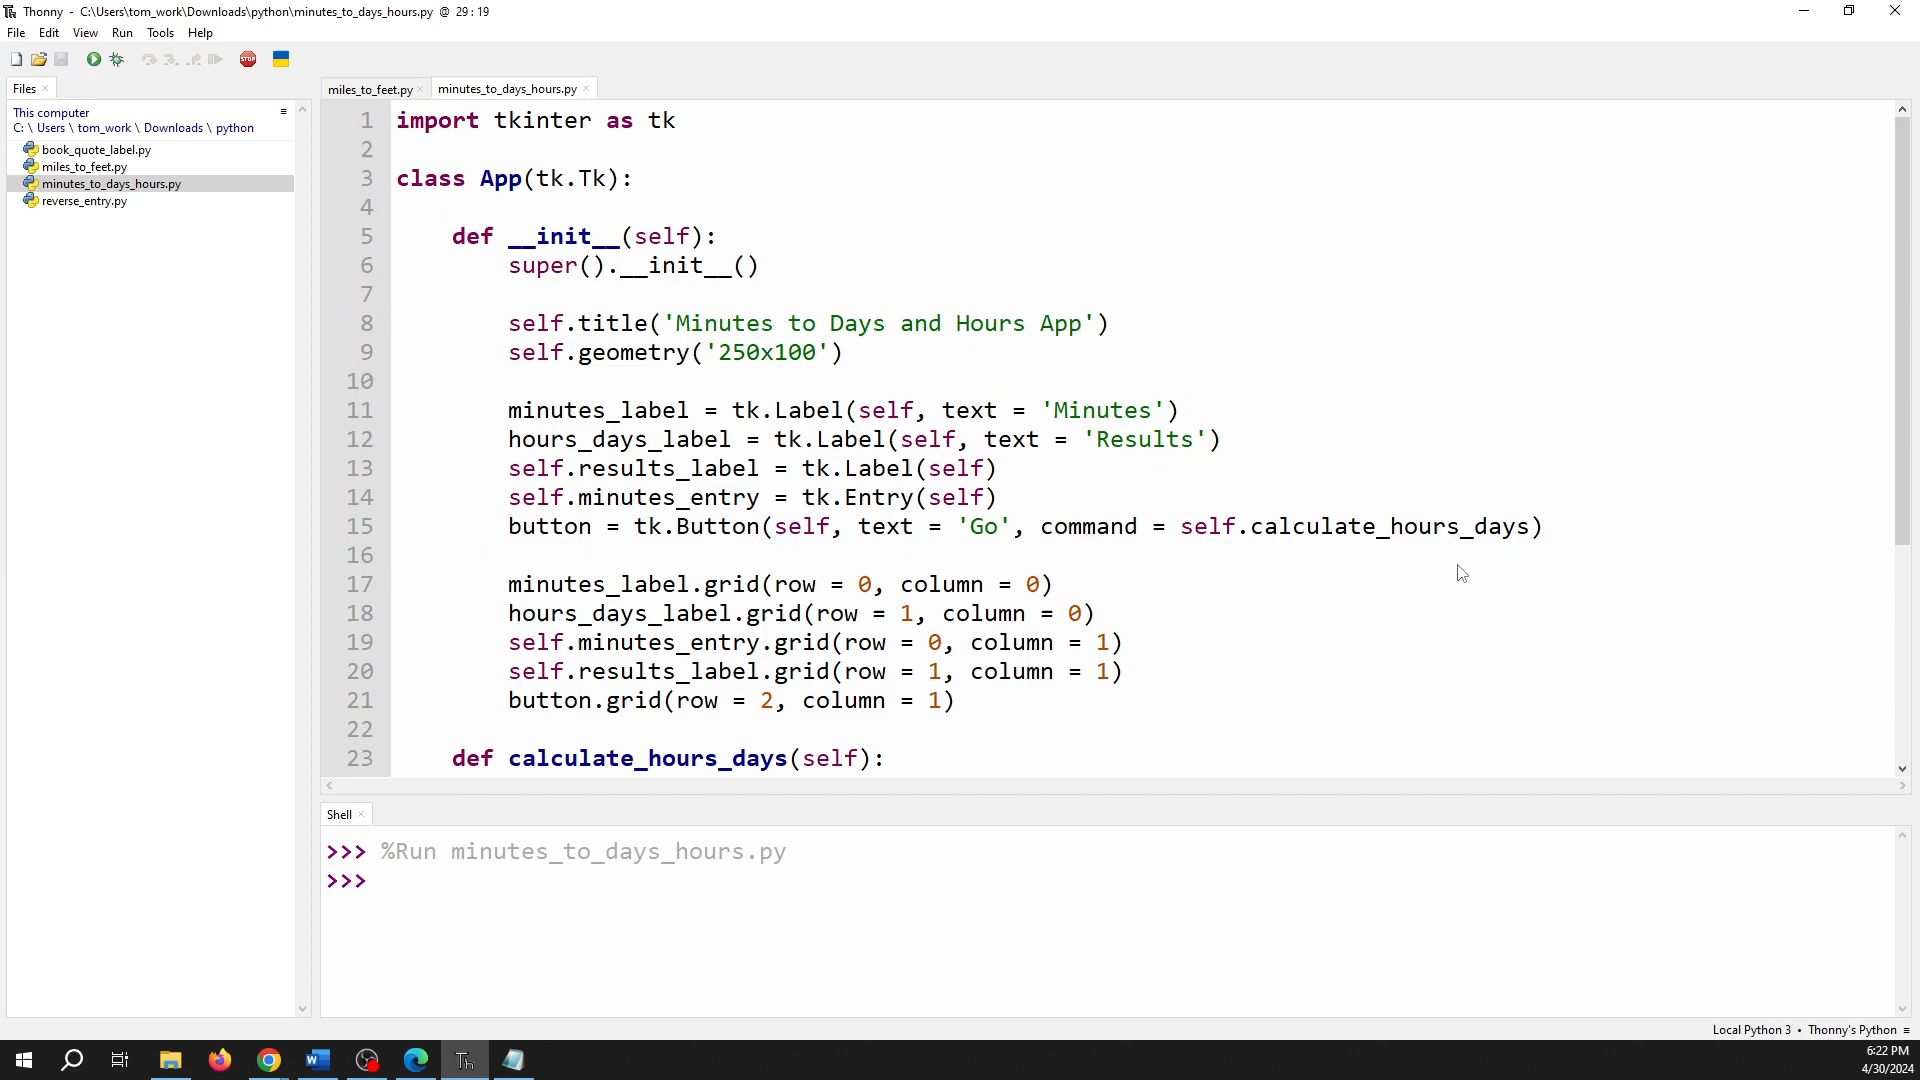 Thonny - C:\Users\tom_work\Downloads\python\minutes_to_days_hours.py @ 29 : 19
File Edit View Run Tools Help
STOP
Files
This computer
C: \ Users \ tom_work \ Downloads \ python
book_quote_label.py
miles_to_feet.py
minutes_to_days_hours.py
reverse_entry.py
miles_to_feet.py minutes_to_days_hours.py
1 import tkinter as tk
2
3 class App(tk.Tk):
4
5 def __init__(self):
6 super().__init__()
7
8 self.title('Minutes to Days and Hours App')
9 self.geometry('250x100')
10
11 minutes_label = tk.Label(self, text = 'Minutes')
12 hours_days_label = tk.Label(self, text = 'Results')
13 self.results_label = tk.Label(self)
14 self.minutes_entry = tk.Entry(self)
15 button = tk.Button(self, text = 'Go', command = self.calculate_hours_days)
16
17 minutes_label.grid(row = 0, column = 0)
18 hours_days_label.grid(row = 1, column = 0)
19 self.minutes_entry.grid(row = 0, column = 1)
20 self.results_label.grid(row = 1, column = 1)
21 button.grid(row = 2, column = 1)
22
23 def calculate_hours_days(self):
Shell
>>> %Run minutes_to_days_hours.py
>>>
Local Python 3 • Thonny's Python ≡
6:22 PM
4/30/2024